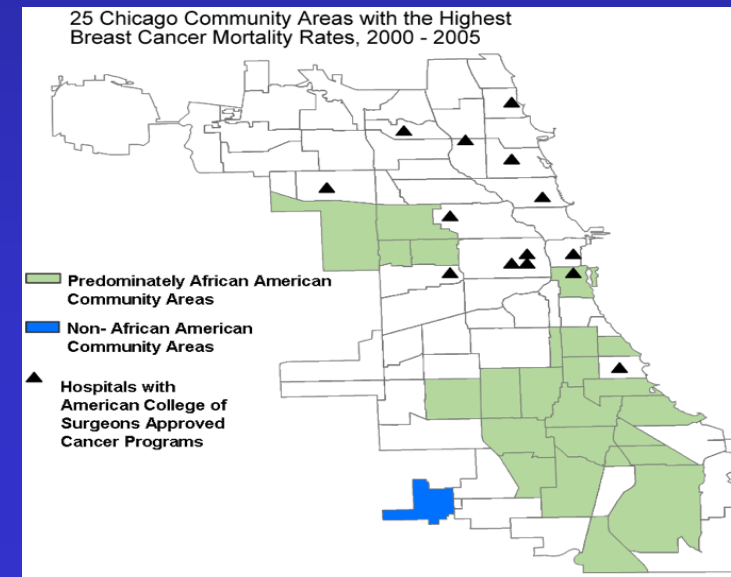 25 Chicago Community Areas with the Highest
Breast Cancer Mortality Rates, 2000 - 2005
Predominately African American
Community Areas
Non- African American
Community Areas
Hospitals with
American College of
Surgeons Approved
Cancer Programs